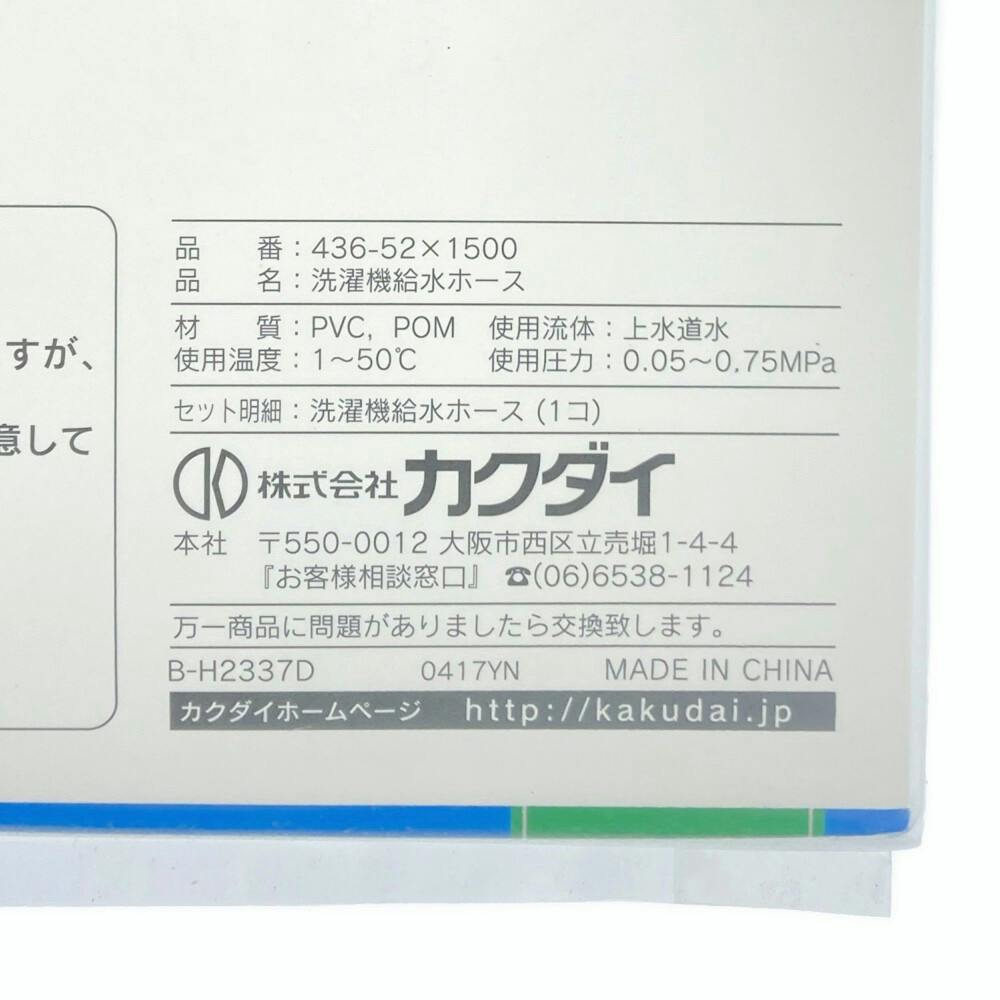 すが、
意して
品　番：436-52×1500
品　名：洗濯機給水ホース
材　質：PVC, POM　使用流体：上水道水
使用温度：1～50℃　使用圧力：0.05～0.75MPa
セット明細：洗濯機給水ホース (1コ)
株式会社カクダイ
本社　〒550-0012 大阪市西区立売堀1-4-4
『お客様相談窓口』 ☎(06)6538-1124
万一商品に問題がありましたら交換致します。
B-H2337D　0417YN　MADE IN CHINA
カクダイホームページ　http://kakudai.jp